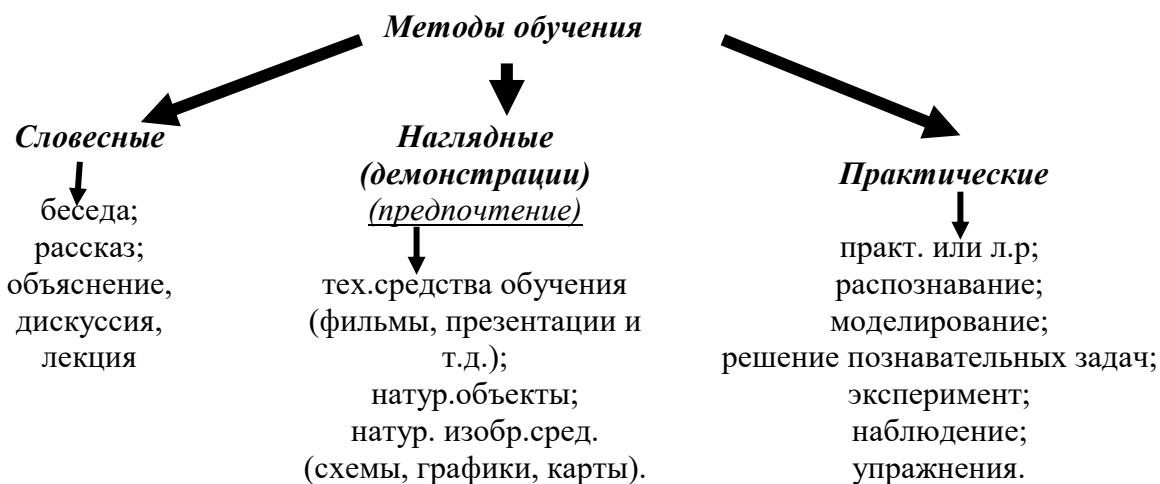 Методы обучения
Словесные
беседа;
рассказ;
объяснение,
дискуссия,
лекция
Наглядные
(демонстрации)
(предпочтение)
тех.средства обучения
(фильмы, презентации и
т.д.);
натур.объекты;
натур. изобр.сред.
(схемы, графики, карты).
Практические
практ. или л.р;
распознавание;
моделирование;
решение познавательных задач;
эксперимент;
наблюдение;
упражнения.